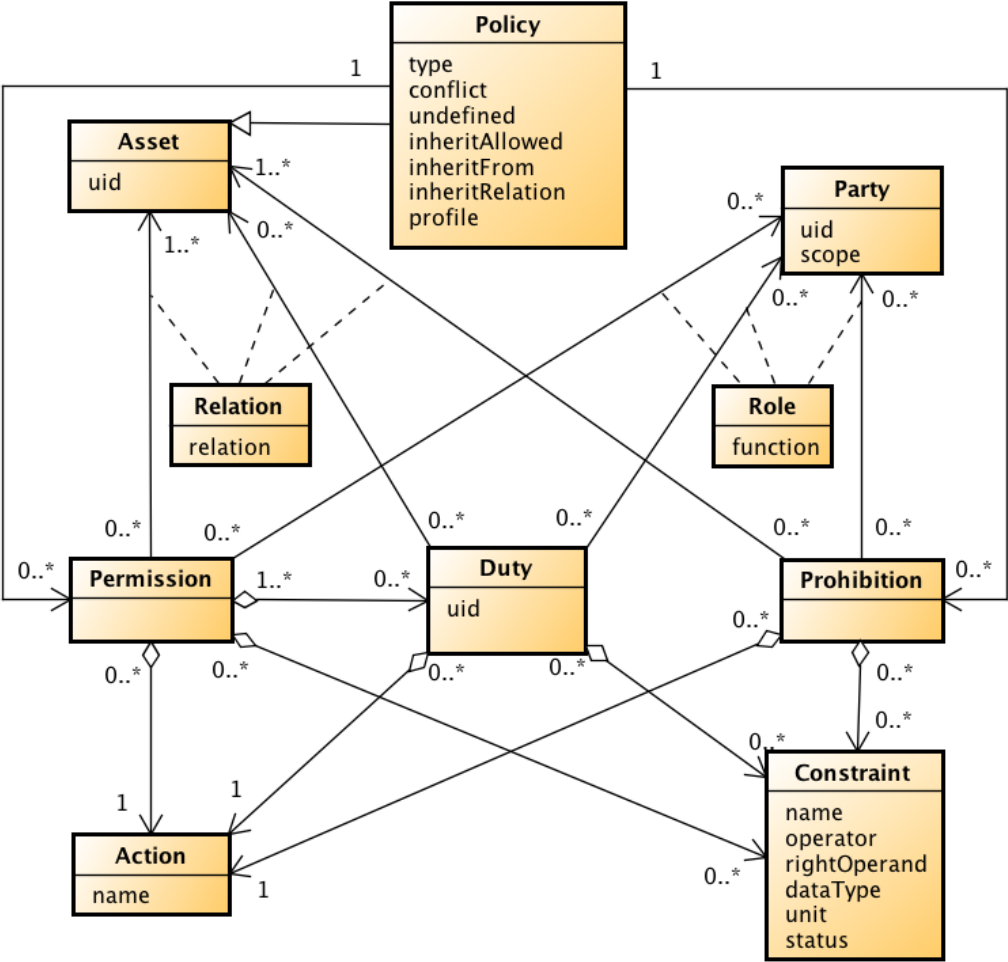 Policy
type
conflict
undefined
inheritAllowed
inheritFrom
inheritRelation
profile
1
1
Asset
uid
1..*
0..*
1..*
Party
uid
scope
0..*
0..*
0..*
Relation
relation
Role
function
0..*
0..*
0..*
0..*
0..*
0..*
0..*
Permission
1..*
0..*
Duty
uid
Prohibition
0..*
0..*
0..*
0..*
0..*
0..*
0..*
0..*
0..*
1
1
Action
name
1
0..*
Constraint
name
operator
rightOperand
dataType
unit
status